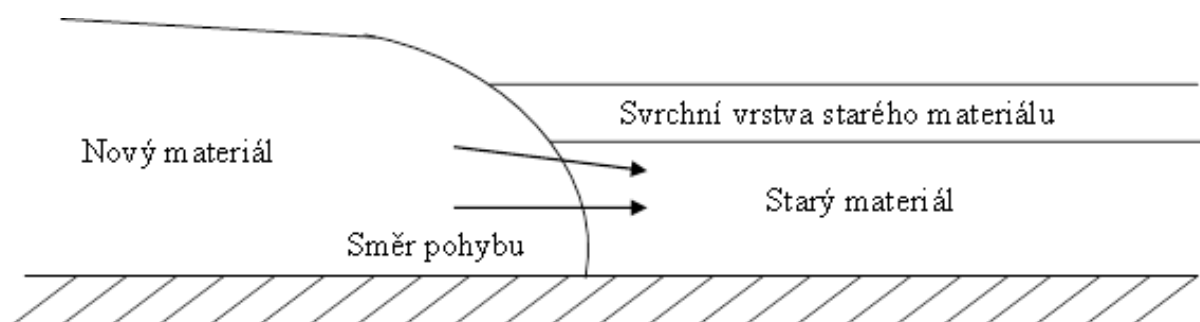 Svrchní vrstva starého materiálu
Nový materiál
Starý materiál
Směr pohybu